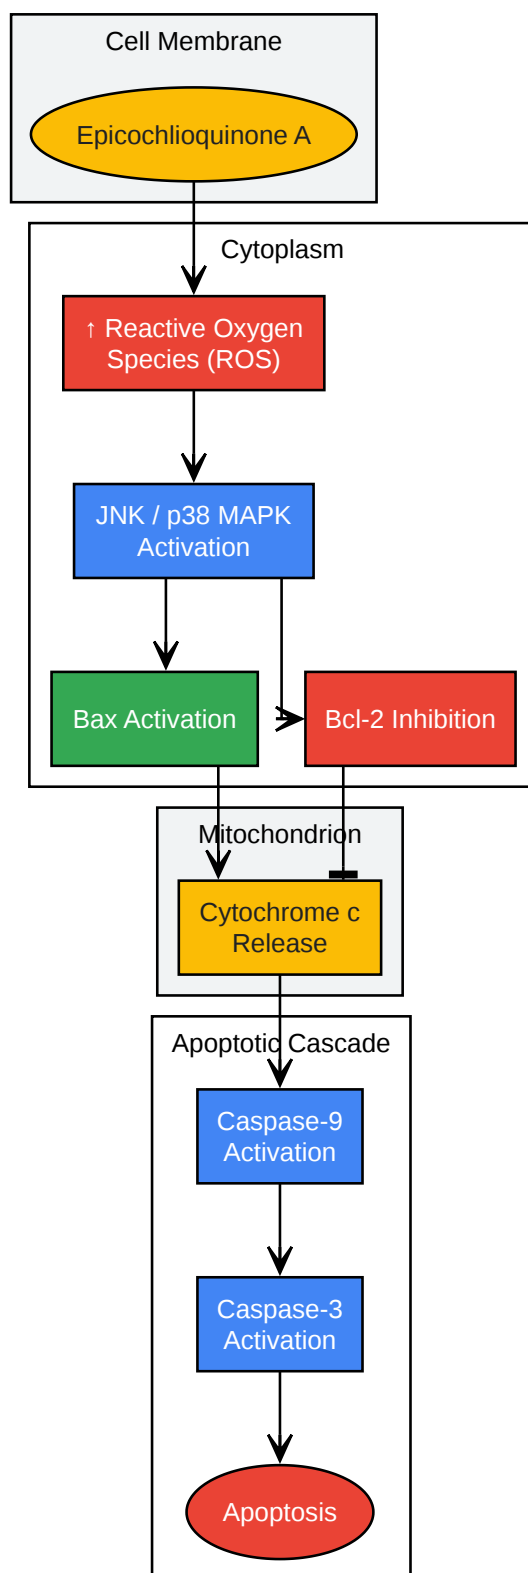 Cell Membrane
Epicochlioquinone A
Cytoplasm
↑ Reactive Oxygen
Species (ROS)
JNK / p38 MAPK
Activation
Bax Activation
Bcl-2 Inhibition
Mitochondrion
Cytochrome c
Release
Apoptotic Cascade
Caspase-9
Activation
Caspase-3
Activation
Apoptosis